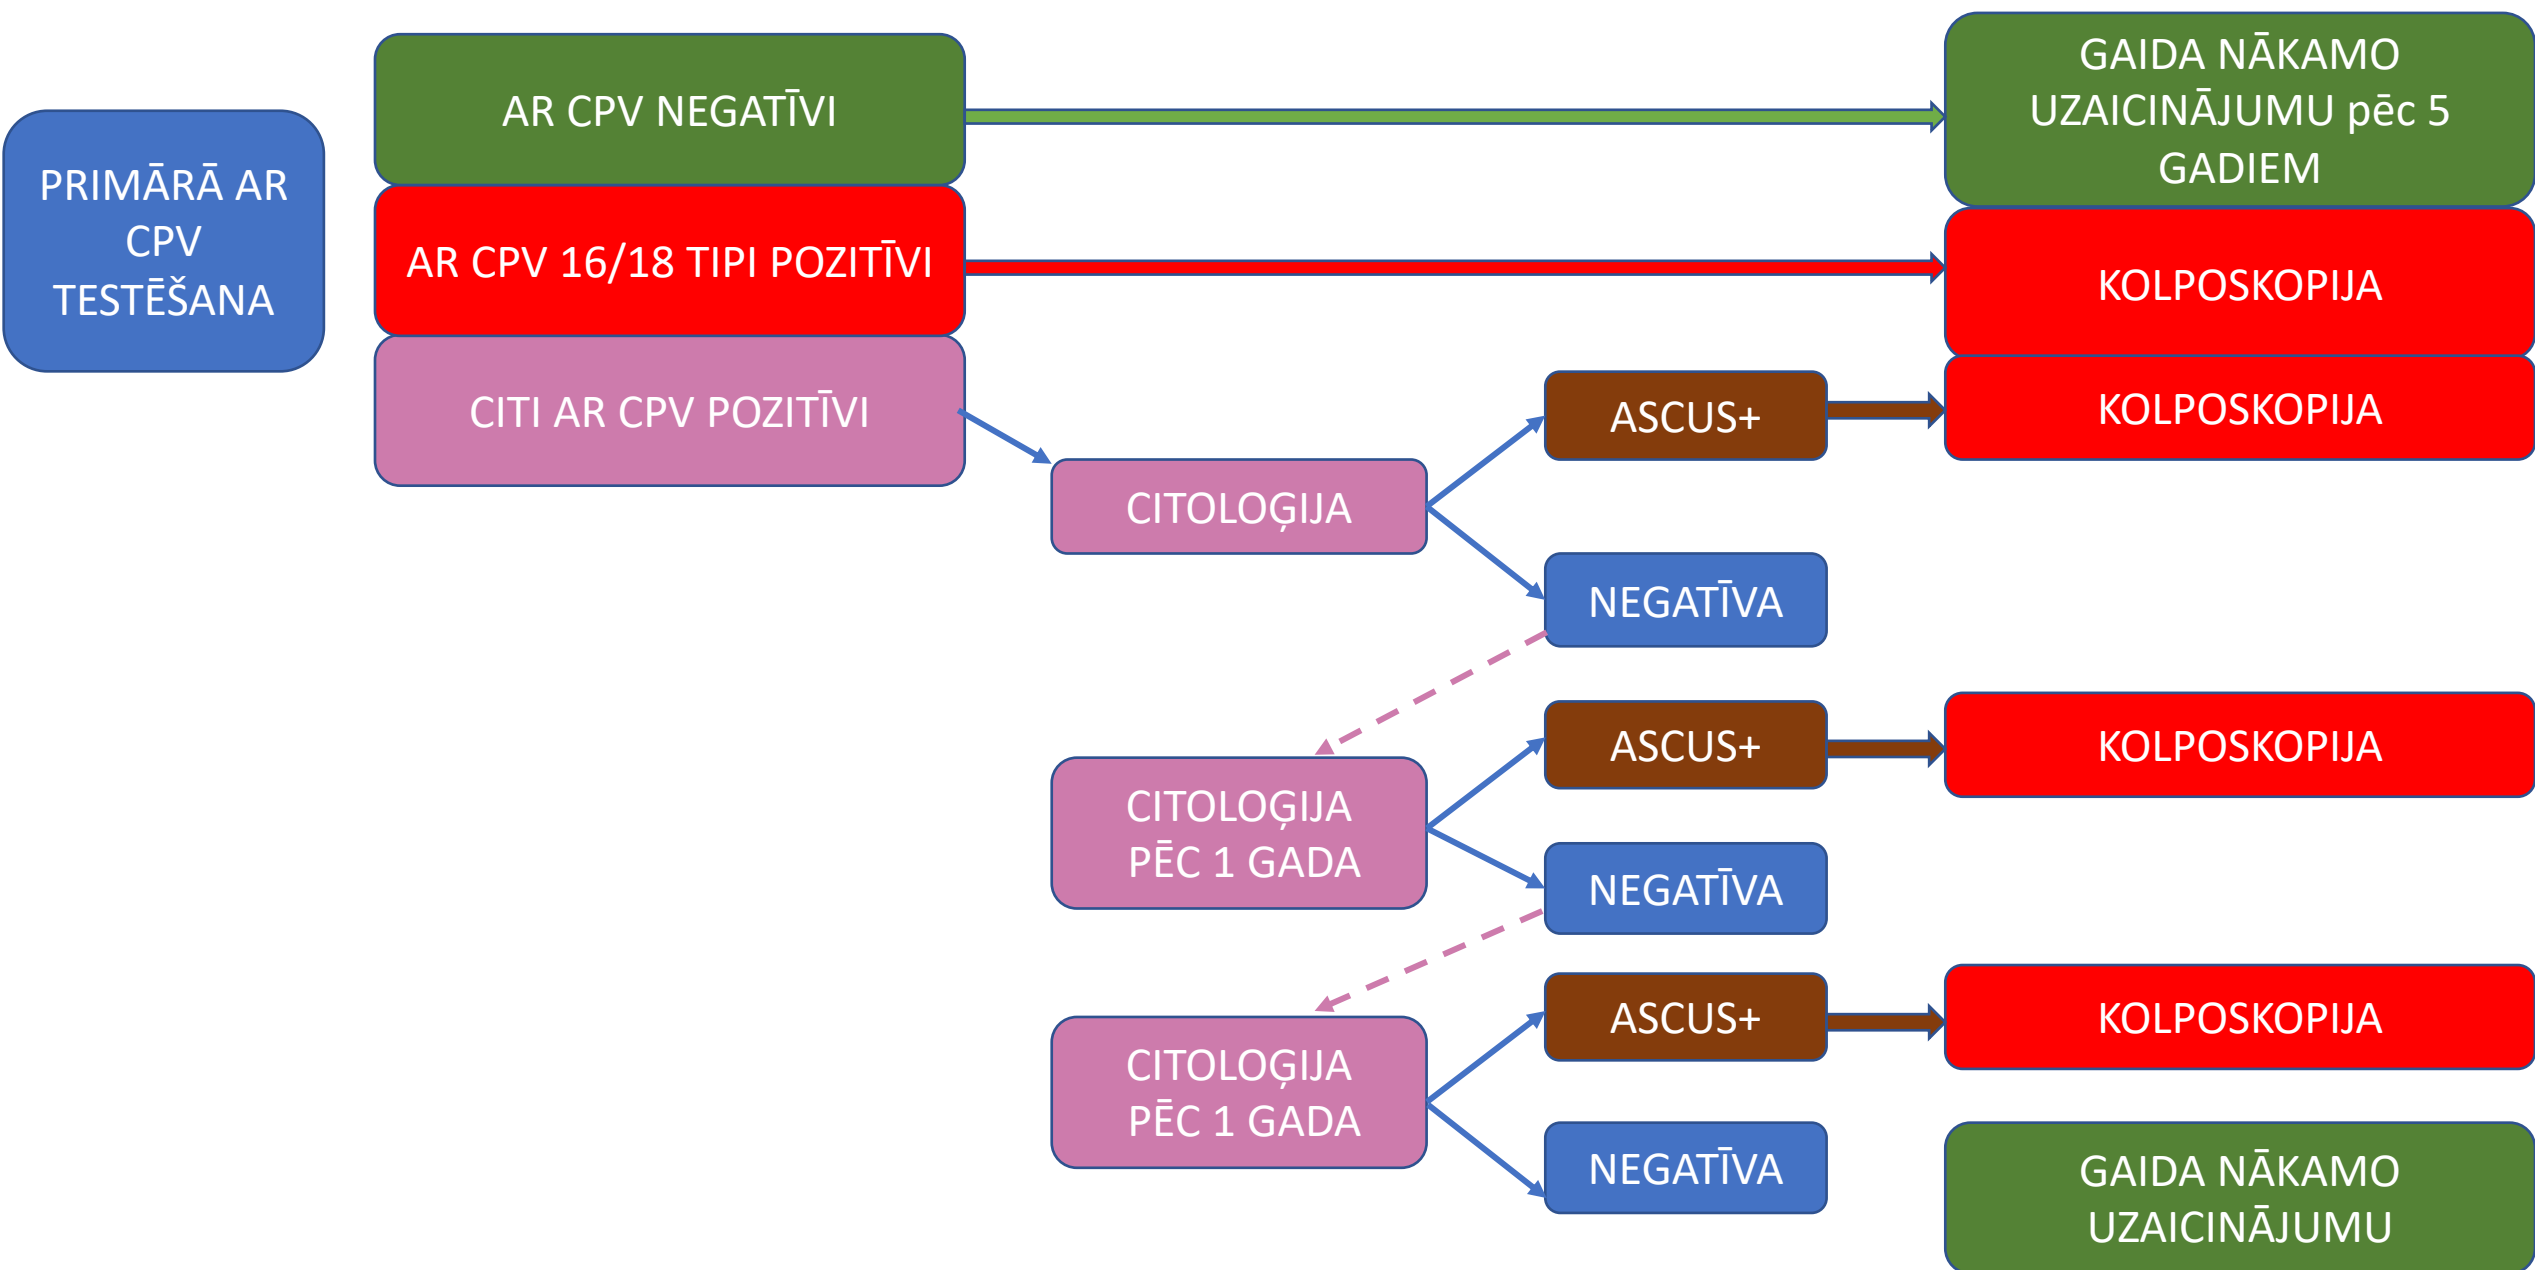 PRIMĀRĀ AR
CPV
TESTĒŠANA
AR CPV NEGATĪVI
GAIDA NĀKAMO
UZAICINĀJUMU pēc 5
GADIEM
AR CPV 16/18 TIPI POZITĪVI
KOLPOSKOPIJA
CITI AR CPV POZITĪVI
CITOLOĢIJA
ASCUS+
KOLPOSKOPIJA
NEGATĪVA
CITOLOĢIJA
PĒC 1 GADA
ASCUS+
KOLPOSKOPIJA
NEGATĪVA
CITOLOĢIJA
PĒC 1 GADA
ASCUS+
KOLPOSKOPIJA
NEGATĪVA
GAIDA NĀKAMO
UZAICINĀJUMU